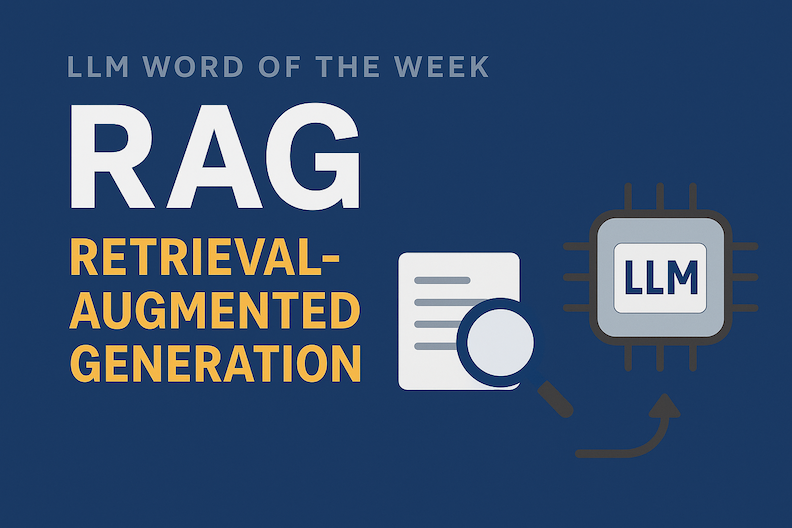 LLM WORD OF THE WEEK
RAG
RETRIEVAL-
AUGMENTED
GENERATION
LLM